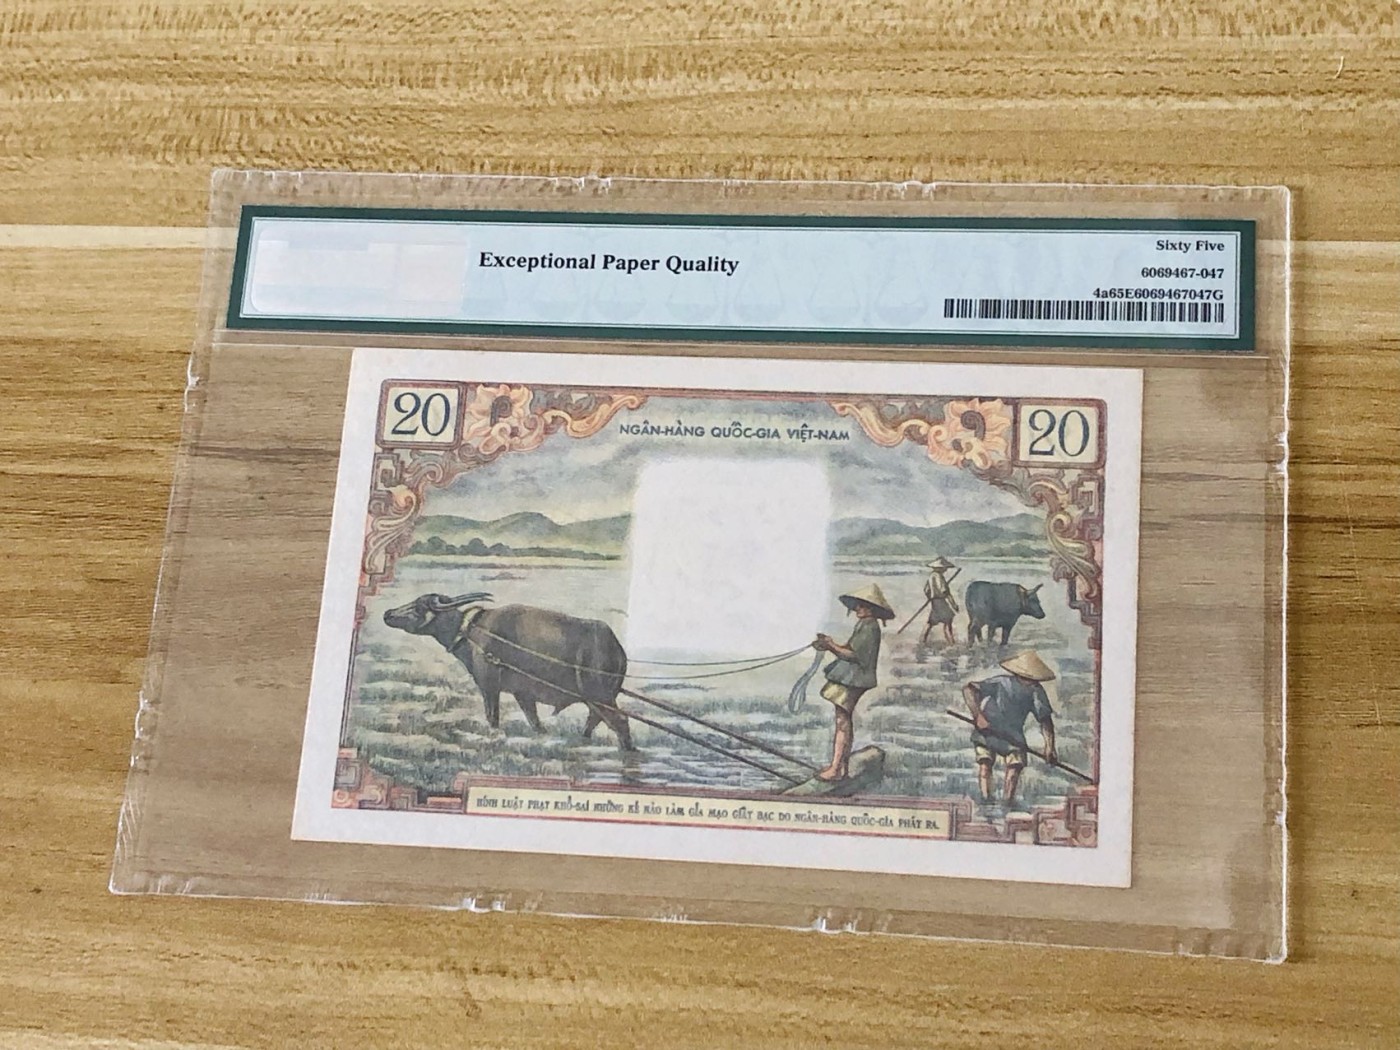 Exceptional Paper Quality
Sixty Five
6069467-047
4a65E6069467047G
20
NGÂN-HÀNG QUỐC-GIA VIỆT-NAM
20
HÌNH LUẬT PHẠT KHỔ-SAI NHỮNG KẺ NÀO LÀM GIẢ MẠO GIẤY BẠC DO NGÂN-HÀNG QUỐC-GIA PHÁT RA.